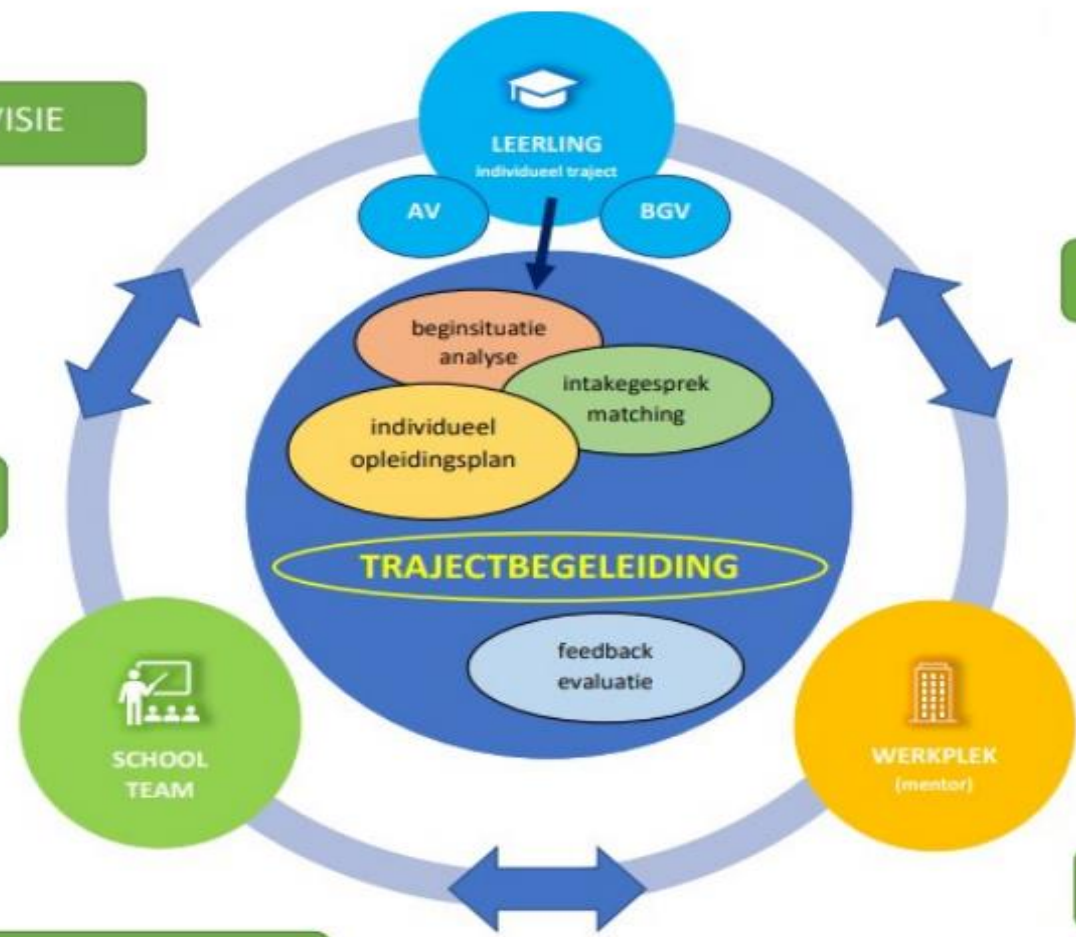 VISIE
LEERLING
individueel traject
AV
BGV
beginsituatie
analyse
intakegesprek
matching
individueel
opleidingsplan
TRAJECTBEGELEIDING
feedback
evaluatie
SCHOOL
TEAM
WERKPLEK
(mentor)